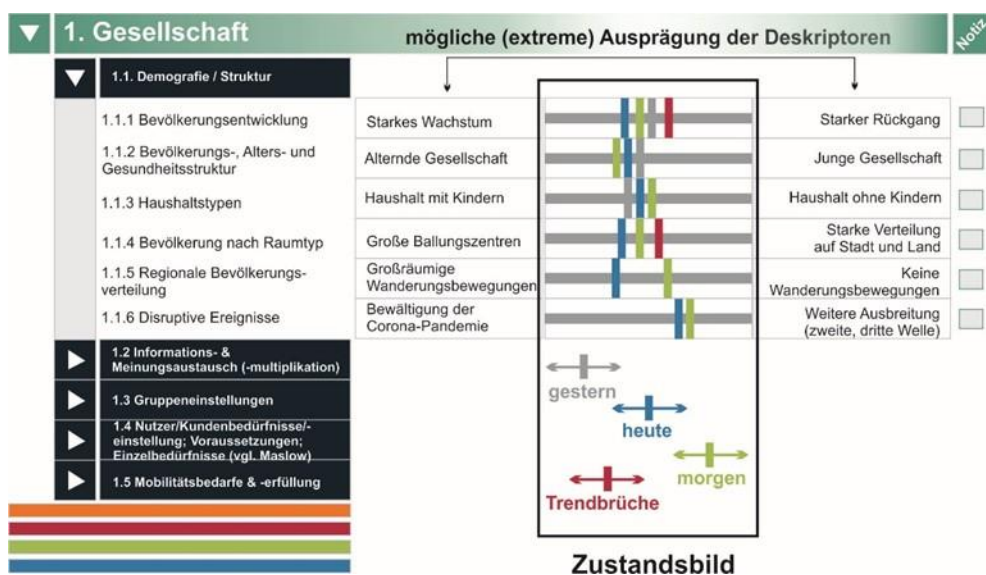 1. Gesellschaft
mögliche (extreme) Ausprägung der Deskriptoren
Notiz
1.1. Demografie / Struktur
1.1.1 Bevölkerungsentwicklung
Starkes Wachstum
Starker Rückgang
1.1.2 Bevölkerungs-, Alters- und
Gesundheitsstruktur
Alternde Gesellschaft
Junge Gesellschaft
1.1.3 Haushaltstypen
Haushalt mit Kindern
Haushalt ohne Kindern
1.1.4 Bevölkerung nach Raumtyp
Große Ballungszentren
Starke Verteilung
auf Stadt und Land
1.1.5 Regionale Bevölkerungs-
verteilung
Großräumige
Wanderungsbewegungen
Keine
Wanderungsbewegungen
1.1.6 Disruptive Ereignisse
Bewältigung der
Corona-Pandemie
Weitere Ausbreitung
(zweite, dritte Welle)
1.2 Informations- &
Meinungsaustausch (-multiplikation)
1.3 Gruppeneinstellungen
1.4 Nutzer/Kundenbedürfnisse/-
einstellung; Voraussetzungen;
Einzelbedürfnisse (vgl. Maslow)
1.5 Mobilitätsbedarfe & -erfüllung
gestern
heute
morgen
Trendbrüche
Zustandsbild